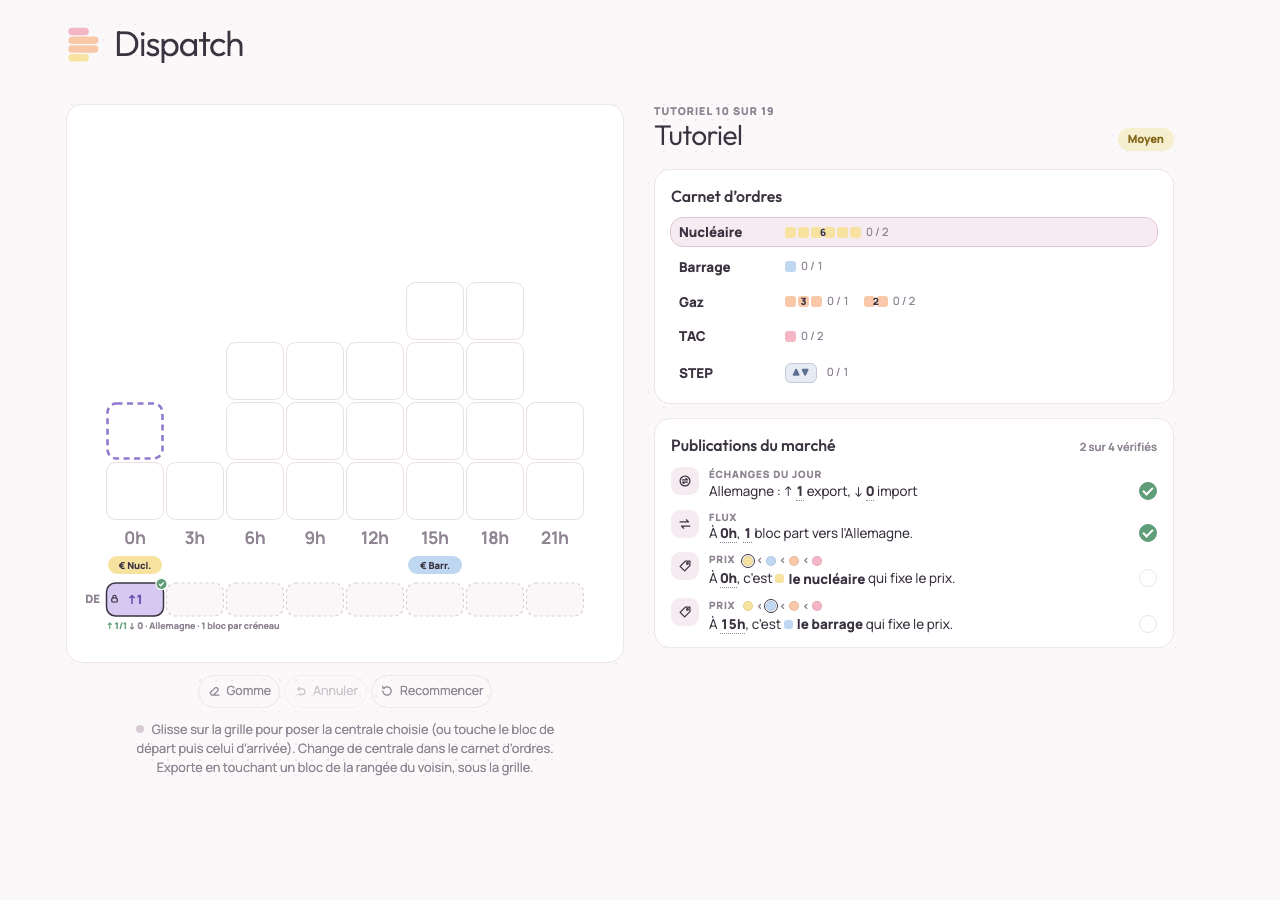 Dispatch
TUTORIEL 10 SUR 19
Tutoriel
Moyen
Carnet d'ordres
Nucléaire 6 0 / 2
Barrage 0 / 1
Gaz 3 0 / 1 2 0 / 2
TAC 0 / 2
STEP ▲▼ 0 / 1
Publications du marché
2 sur 4 vérifiés
ÉCHANGES DU JOUR
Allemagne : ↑ 1 export, ↓ 0 import
FLUX
À 0h, 1 bloc part vers l'Allemagne.
PRIX < < <
À 0h, c'est le nucléaire qui fixe le prix.
PRIX < < <
À 15h, c'est le barrage qui fixe le prix.
0h 3h 6h 9h 12h 15h 18h 21h
€ Nucl. € Barr.
DE ↑1
↑ 1/1 ↓ 0 · Allemagne · 1 bloc par créneau
Gomme Annuler Recommencer
Glisse sur la grille pour poser la centrale choisie (ou touche le bloc de
départ puis celui d'arrivée). Change de centrale dans le carnet d'ordres.
Exporte en touchant un bloc de la rangée du voisin, sous la grille.